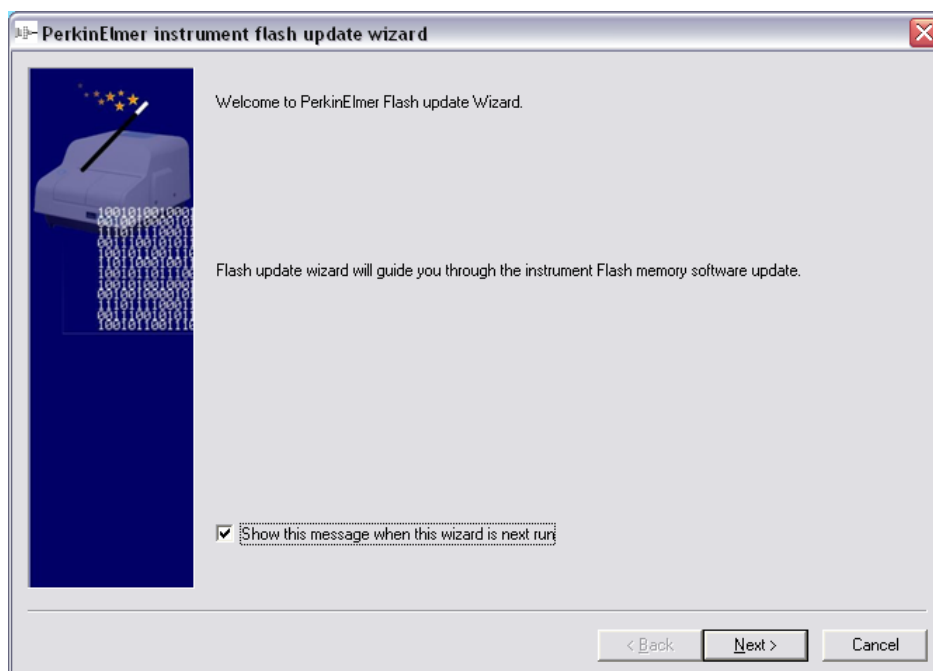 PerkinElmer instrument flash update wizard
Welcome to PerkinElmer Flash update Wizard.
Flash update wizard will guide you through the instrument Flash memory software update.
Show this message when this wizard is next run
< Back
Next >
Cancel